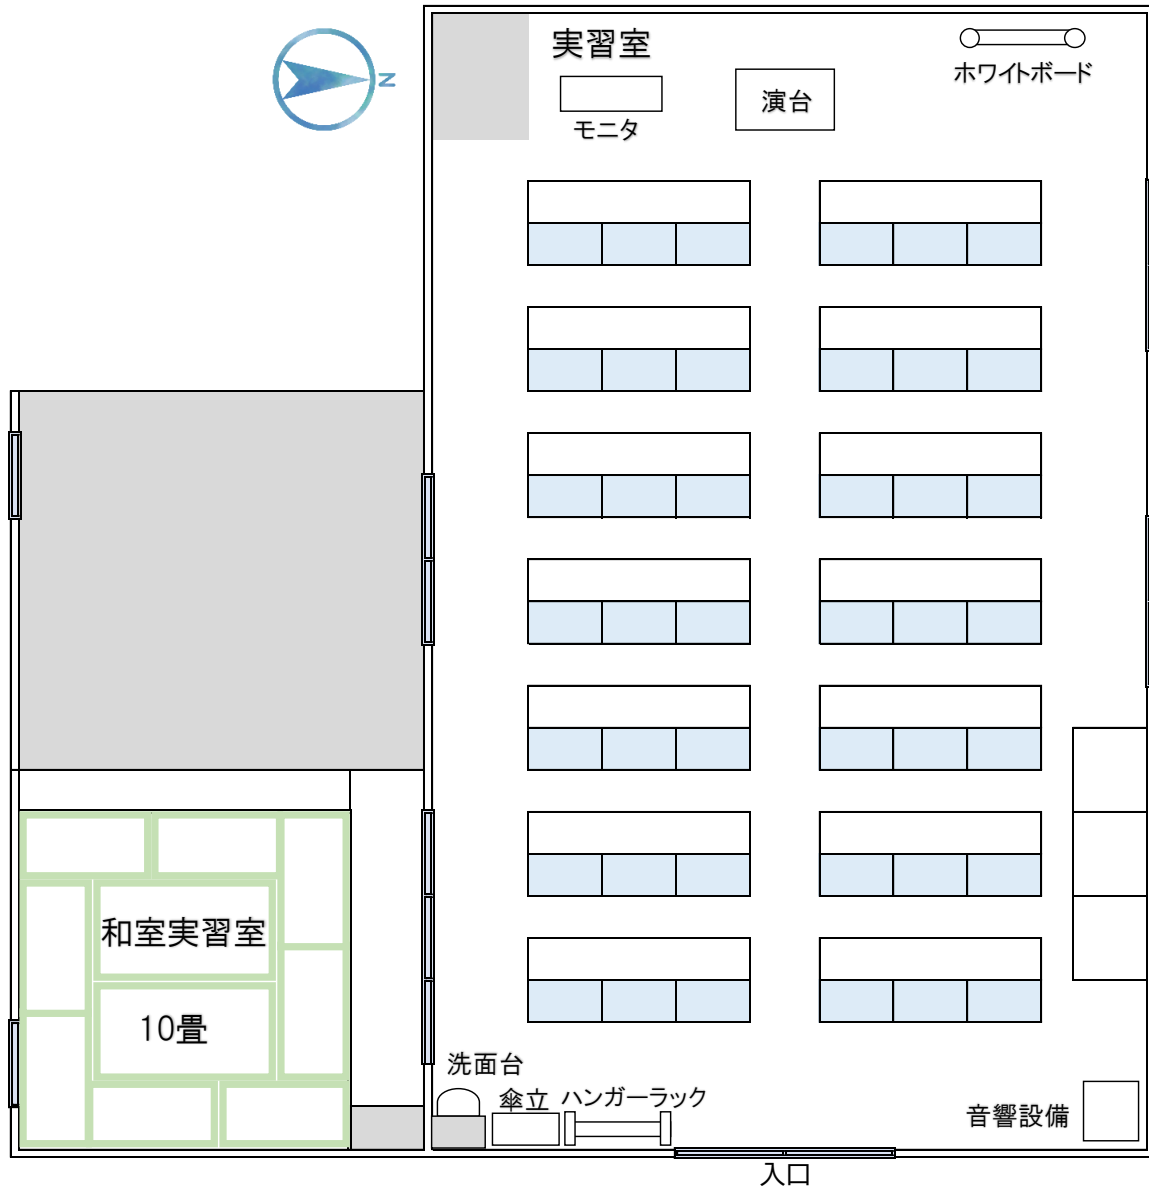 実習室
ホワイトボード
N
演台
モニタ
和室実習室
10畳
洗面台
傘立
ハンガーラック
音響設備
入口